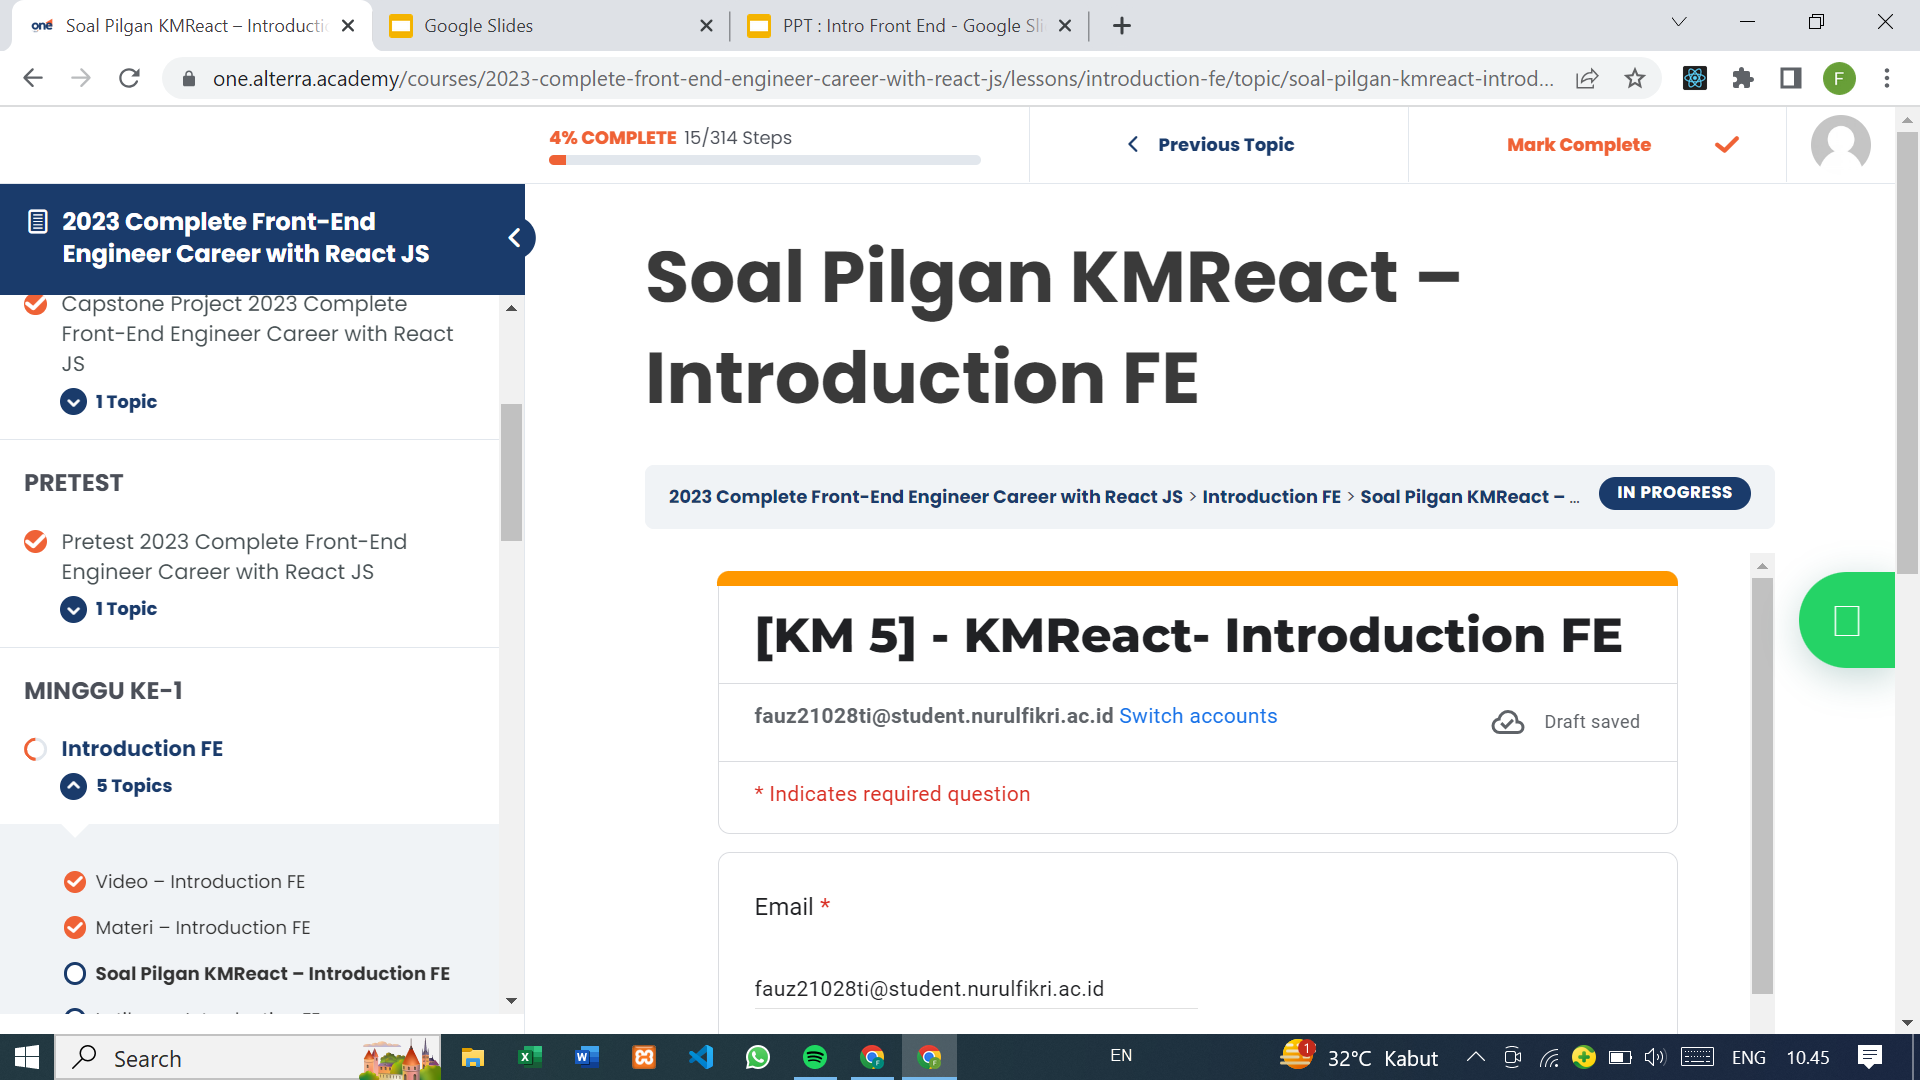 one Soal Pilgan KMReact – Introductio
Google Slides
PPT : Intro Front End - Google Sli
one.alterra.academy/courses/2023-complete-front-end-engineer-career-with-react-js/lessons/introduction-fe/topic/soal-pilgan-kmreact-introd...
F
4% COMPLETE 15/314 Steps
Previous Topic
Mark Complete
2023 Complete Front-End
Engineer Career with React JS
Capstone Project 2023 Complete
Front-End Engineer Career with React
JS
1 Topic
PRETEST
Pretest 2023 Complete Front-End
Engineer Career with React JS
1 Topic
MINGGU KE-1
Introduction FE
5 Topics
Video – Introduction FE
Materi – Introduction FE
Soal Pilgan KMReact – Introduction FE
Soal Pilgan KMReact –
Introduction FE
2023 Complete Front-End Engineer Career with React JS > Introduction FE > Soal Pilgan KMReact – ...
IN PROGRESS
[KM 5] - KMReact- Introduction FE
fauz21028ti@student.nurulfikri.ac.id Switch accounts
Draft saved
* Indicates required question
Email *
fauz21028ti@student.nurulfikri.ac.id
Search
EN
1
32°C Kabut
ENG
10.45